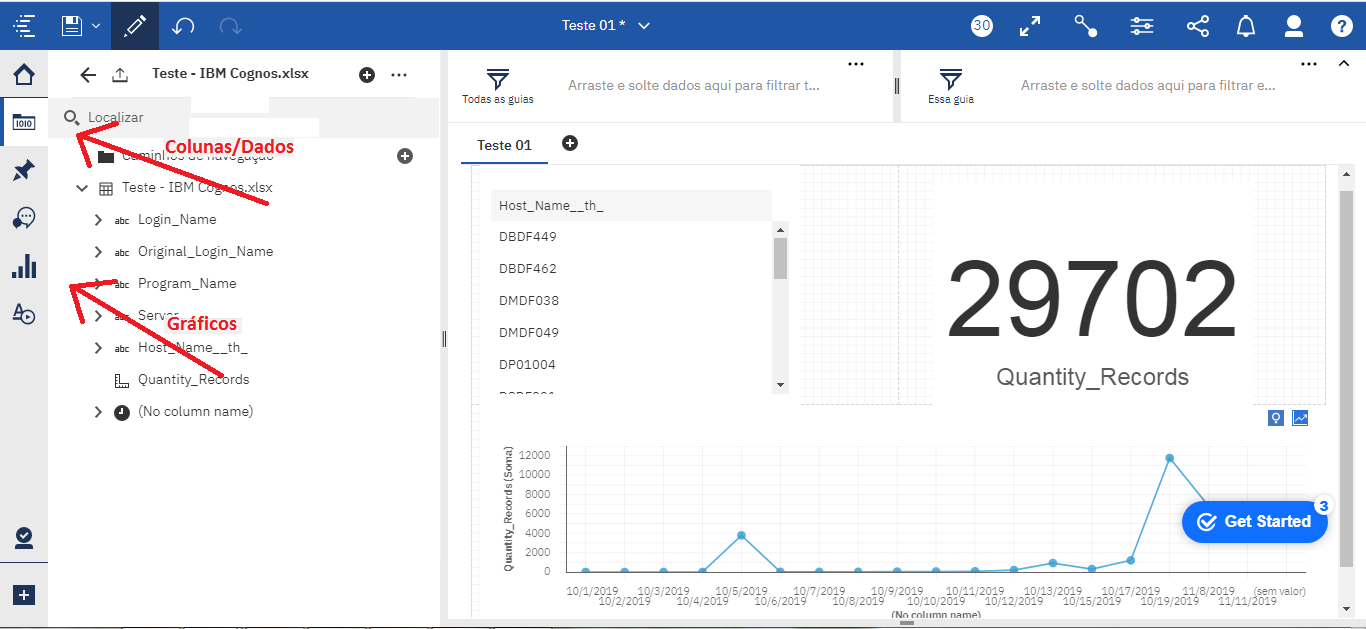 Teste 01 *
30
?
Teste - IBM Cognos.xlsx
Todas as guias
Arraste e solte dados aqui para filtrar t...
Essa guia
Arraste e solte dados aqui para filtrar e...
1010
Localizar
Colunas/Dados
Caminhos de navegação
Teste 01
Teste - IBM Cognos.xlsx
abc Login_Name
abc Original_Login_Name
abc Program_Name
abc Server
Gráficos
abc Host_Name__th_
Quantity_Records
(No column name)
Host_Name__th_
DBDF449
DBDF462
DMDF038
DMDF049
DP01004
29702
Quantity_Records
Quantity_Records (Soma)
12000
10000
8000
6000
4000
2000
0
10/1/2019 10/3/2019 10/5/2019 10/7/2019 10/9/2019 10/11/2019 10/13/2019 10/17/2019 11/8/2019 (sem valor)
10/2/2019 10/4/2019 10/6/2019 10/8/2019 10/10/2019 10/12/2019 10/15/2019 10/19/2019 11/11/2019
(No column name)
Get Started
3